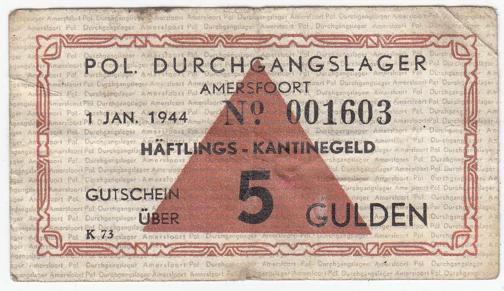 POL. DURCHGANGSLAGER
AMERSFOORT
1 JAN. 1944 Nº 001603
HÄFTLINGS - KANTINEGELD
GUTSCHEIN
ÜBER 5 GULDEN
K 73